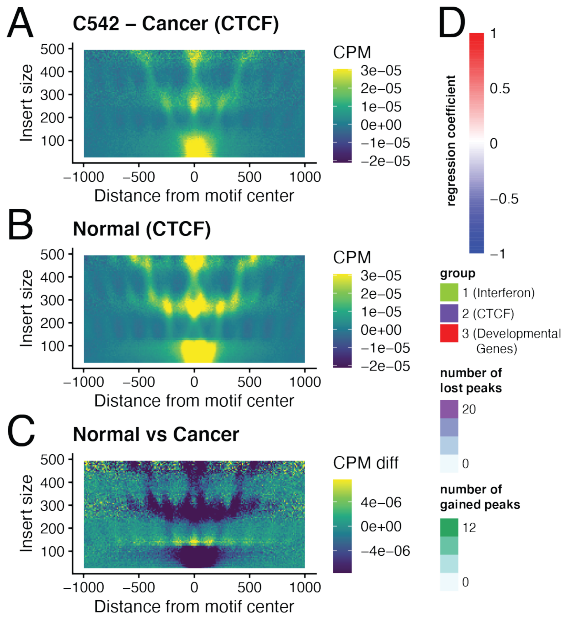 A
C542 – Cancer (CTCF)
500
400
300
200
100
Insert size
−1000 −500 0 500 1000
Distance from motif center
CPM
3e−05
2e−05
1e−05
0e+00
−1e−05
−2e−05
B
Normal (CTCF)
500
400
300
200
100
Insert size
−1000 −500 0 500 1000
Distance from motif center
CPM
3e−05
2e−05
1e−05
0e+00
−1e−05
−2e−05
C
Normal vs Cancer
500
400
300
200
100
Insert size
−1000 −500 0 500 1000
Distance from motif center
CPM diff
4e−06
0e+00
−4e−06
D
regression coefficient
1
0.5
0
−0.5
−1
group
1 (Interferon)
2 (CTCF)
3 (Developmental
Genes)
number of
lost peaks
20
0
number of
gained peaks
12
0